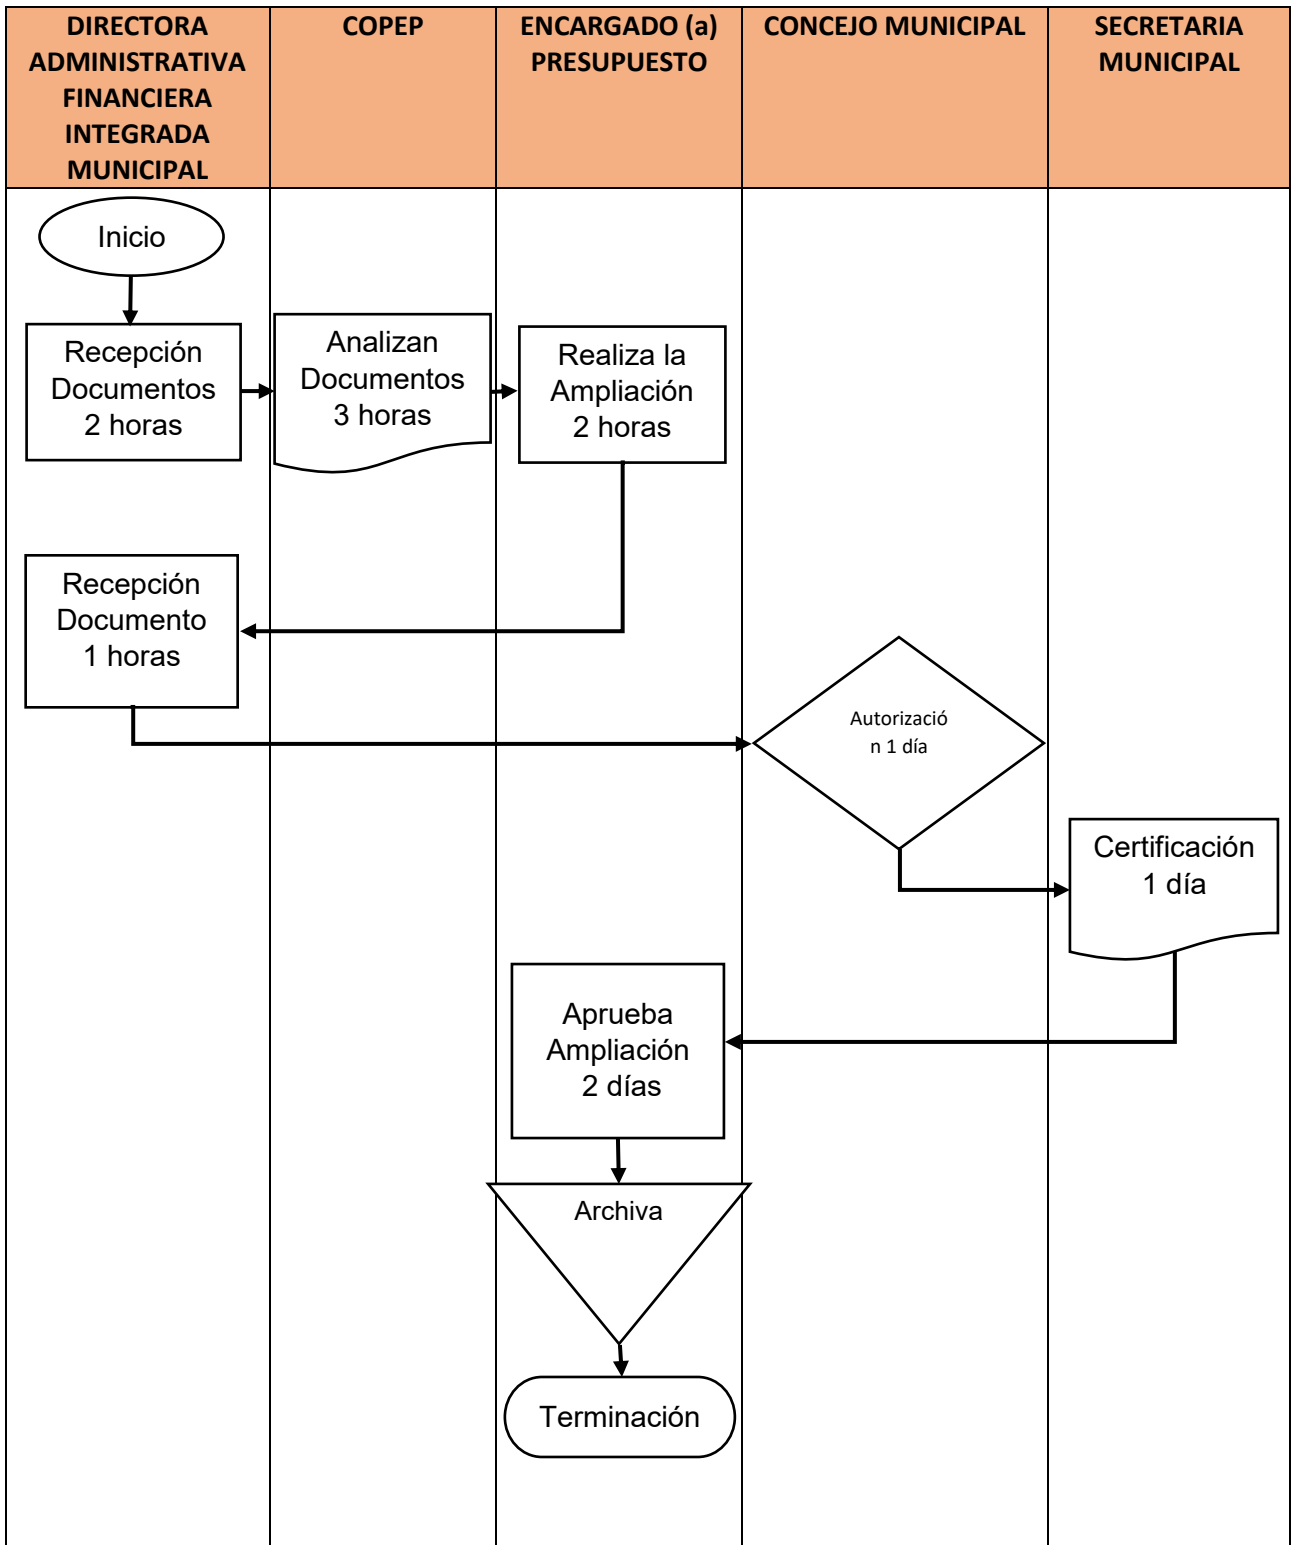 DIRECTORA
ADMINISTRATIVA
FINANCIERA
INTEGRADA
MUNICIPAL
COPEP
ENCARGADO (a)
PRESUPUESTO
CONCEJO MUNICIPAL
SECRETARIA
MUNICIPAL
Inicio
Recepción
Documentos
2 horas
Analizan
Documentos
3 horas
Realiza la
Ampliación
2 horas
Recepción
Documento
1 horas
Autorizació
n 1 día
Certificación
1 día
Aprueba
Ampliación
2 días
Archiva
Terminación